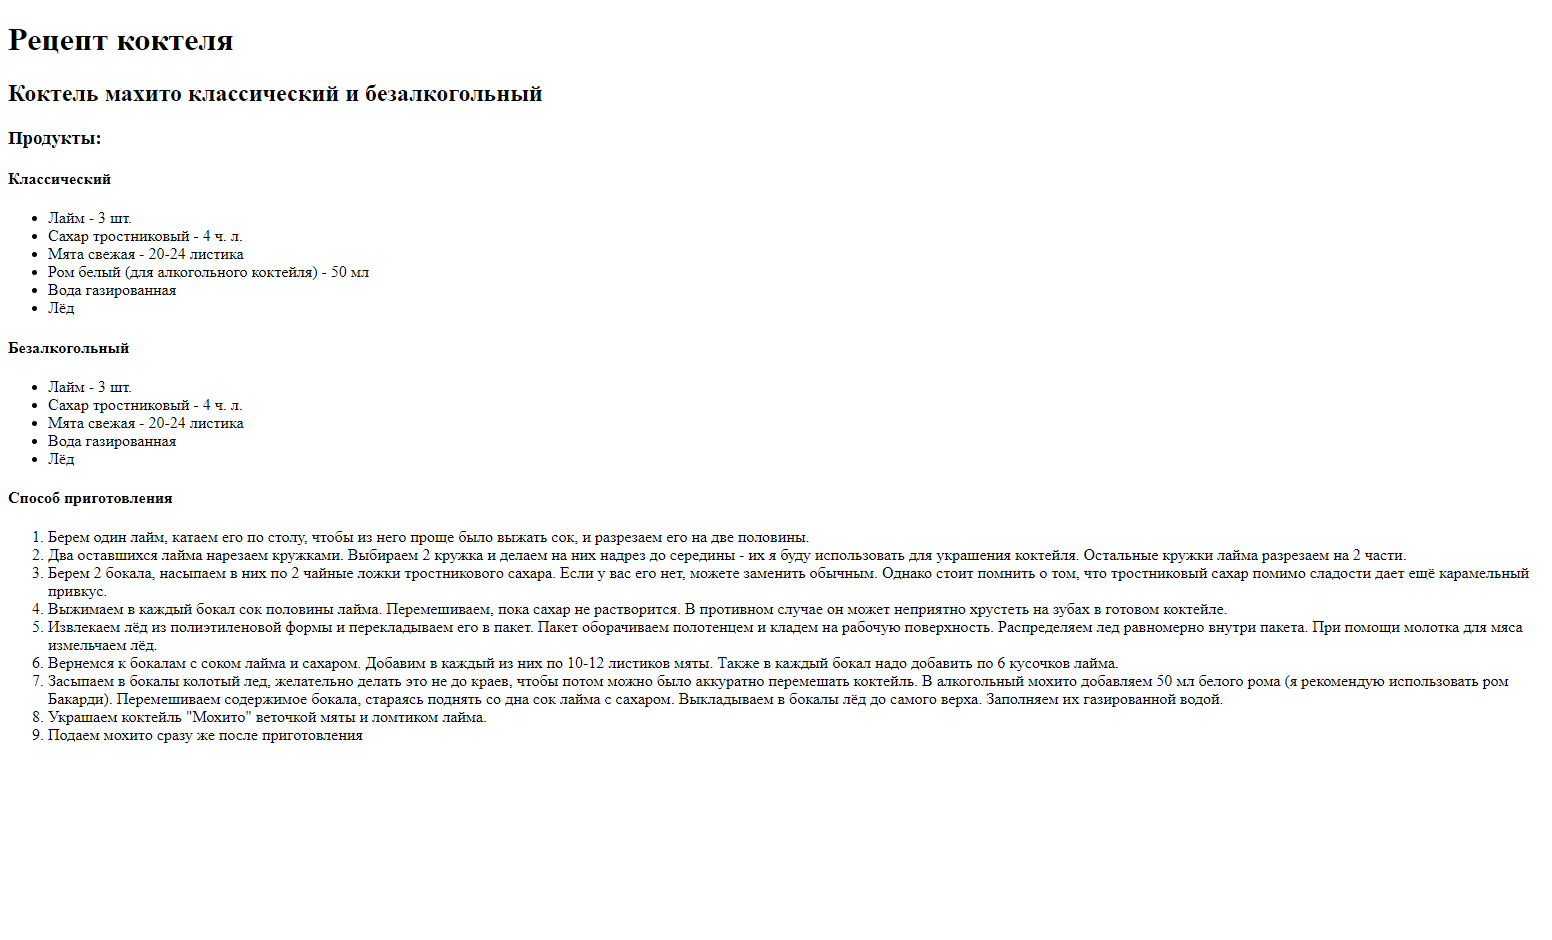 Рецепт коктеля
Коктель махито классический и безалкогольный
Продукты:
Классический
Лайм - 3 шт.
Сахар тростниковый - 4 ч. л.
Мята свежая - 20-24 листика
Ром белый (для алкогольного коктейля) - 50 мл
Вода газированная
Лёд
Безалкогольный
Лайм - 3 шт.
Сахар тростниковый - 4 ч. л.
Мята свежая - 20-24 листика
Вода газированная
Лёд
Способ приготовления
1. Берем один лайм, катаем его по столу, чтобы из него проще было выжать сок, и разрезаем его на две половины.
2. Два оставшихся лайма нарезаем кружками. Выбираем 2 кружка и делаем на них надрез до середины - их я буду использовать для украшения коктейля. Остальные кружки лайма разрезаем на 2 части.
3. Берем 2 бокала, насыпаем в них по 2 чайные ложки тростникового сахара. Если у вас его нет, можете заменить обычным. Однако стоит помнить о том, что тростниковый сахар помимо сладости дает ещё карамельный
привкус.
4. Выжимаем в каждый бокал сок половины лайма. Перемешиваем, пока сахар не растворится. В противном случае он может неприятно хрустеть на зубах в готовом коктейле.
5. Извлекаем лёд из полиэтиленовой формы и перекладываем его в пакет. Пакет оборачиваем полотенцем и кладем на рабочую поверхность. Распределяем лед равномерно внутри пакета. При помощи молотка для мяса
измельчаем лёд.
6. Вернемся к бокалам с соком лайма и сахаром. Добавим в каждый из них по 10-12 листиков мяты. Также в каждый бокал надо добавить по 6 кусочков лайма.
7. Засыпаем в бокалы колотый лед, желательно делать это не до краев, чтобы потом можно было аккуратно перемешать коктейль. В алкогольный мохито добавляем 50 мл белого рома (я рекомендую использовать ром
Бакарди). Перемешиваем содержимое бокала, стараясь поднять со дна сок лайма с сахаром. Выкладываем в бокалы лёд до самого верха. Заполняем их газированной водой.
8. Украшаем коктейль "Мохито" веточкой мяты и ломтиком лайма.
9. Подаем мохито сразу же после приготовления